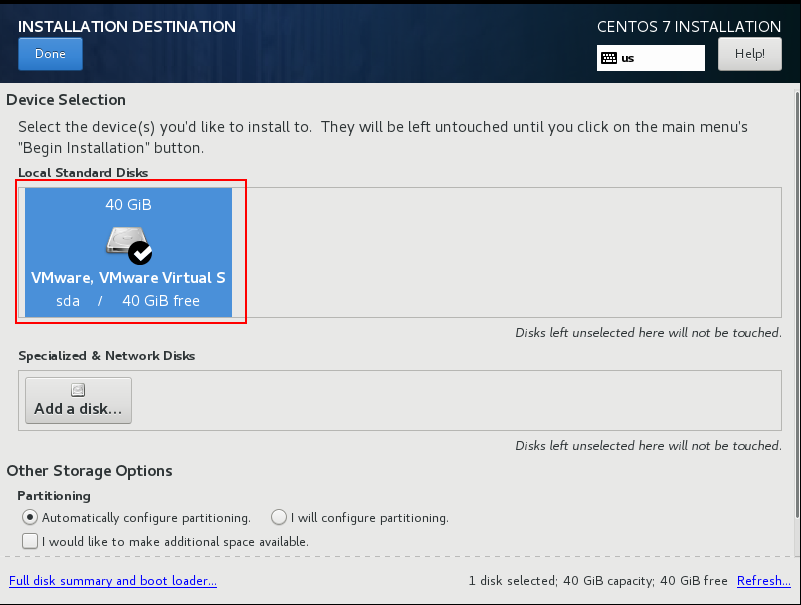 INSTALLATION DESTINATION
CENTOS 7 INSTALLATION
Done
us
Help!
Device Selection
Select the device(s) you'd like to install to.  They will be left untouched until you click on the main menu's
"Begin Installation" button.
Local Standard Disks
40 GiB
VMware, VMware Virtual S
sda / 40 GiB free
Disks left unselected here will not be touched.
Specialized & Network Disks
Add a disk...
Disks left unselected here will not be touched.
Other Storage Options
Partitioning
Automatically configure partitioning. I will configure partitioning.
I would like to make additional space available.
Full disk summary and boot loader... 1 disk selected; 40 GiB capacity; 40 GiB free Refresh...